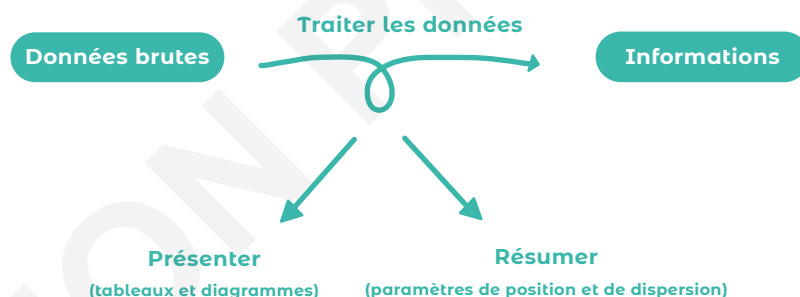 Traiter les données
Données brutes
Informations
Présenter
(tableaux et diagrammes)
Résumer
(paramètres de position et de dispersion)